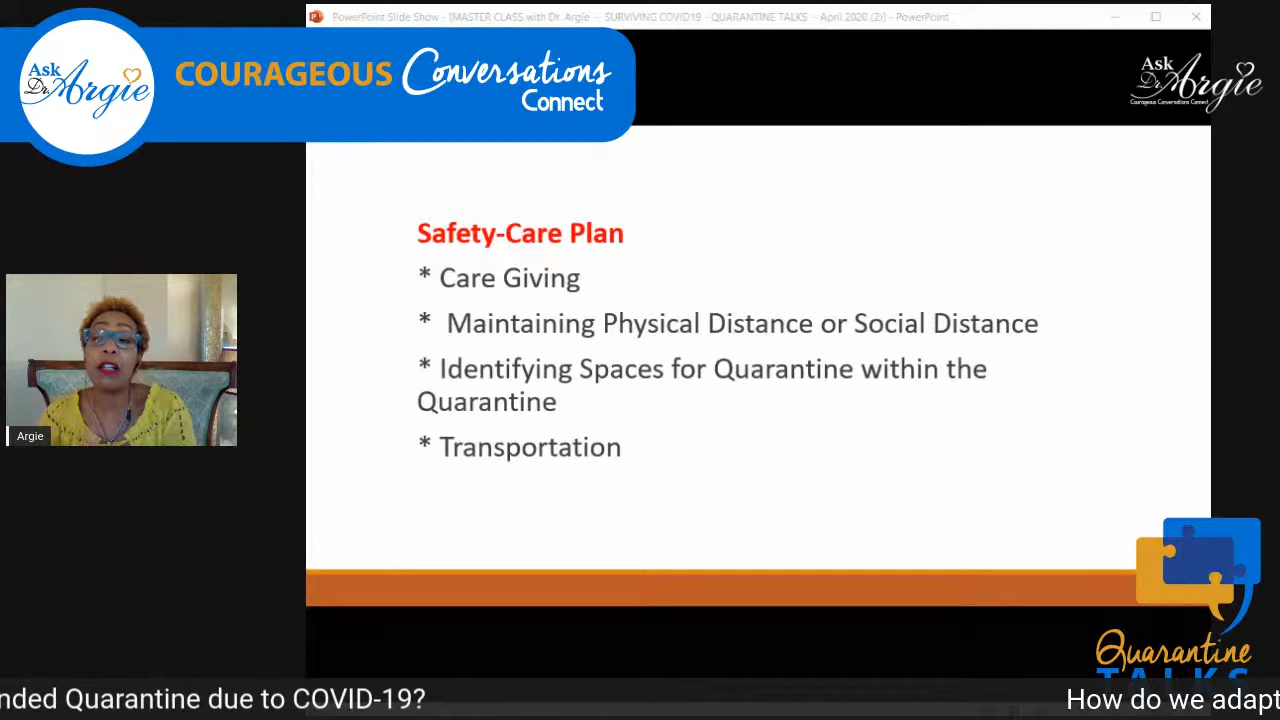 PowerPoint Slide Show - [MASTER CLASS with Dr. Argie - SURVIVING COVID19 - QUARANTINE TALKS - April 2020 (2)] - PowerPoint
Ask
Dr. Argie
COURAGEOUS Conversations
Connect
Ask
Dr. Argie
Courageous Conversations Connect
Safety-Care Plan
* Care Giving
* Maintaining Physical Distance or Social Distance
* Identifying Spaces for Quarantine within the
Quarantine
* Transportation
Argie
Quarantine
TALKS
nded Quarantine due to COVID-19?
How do we adapt